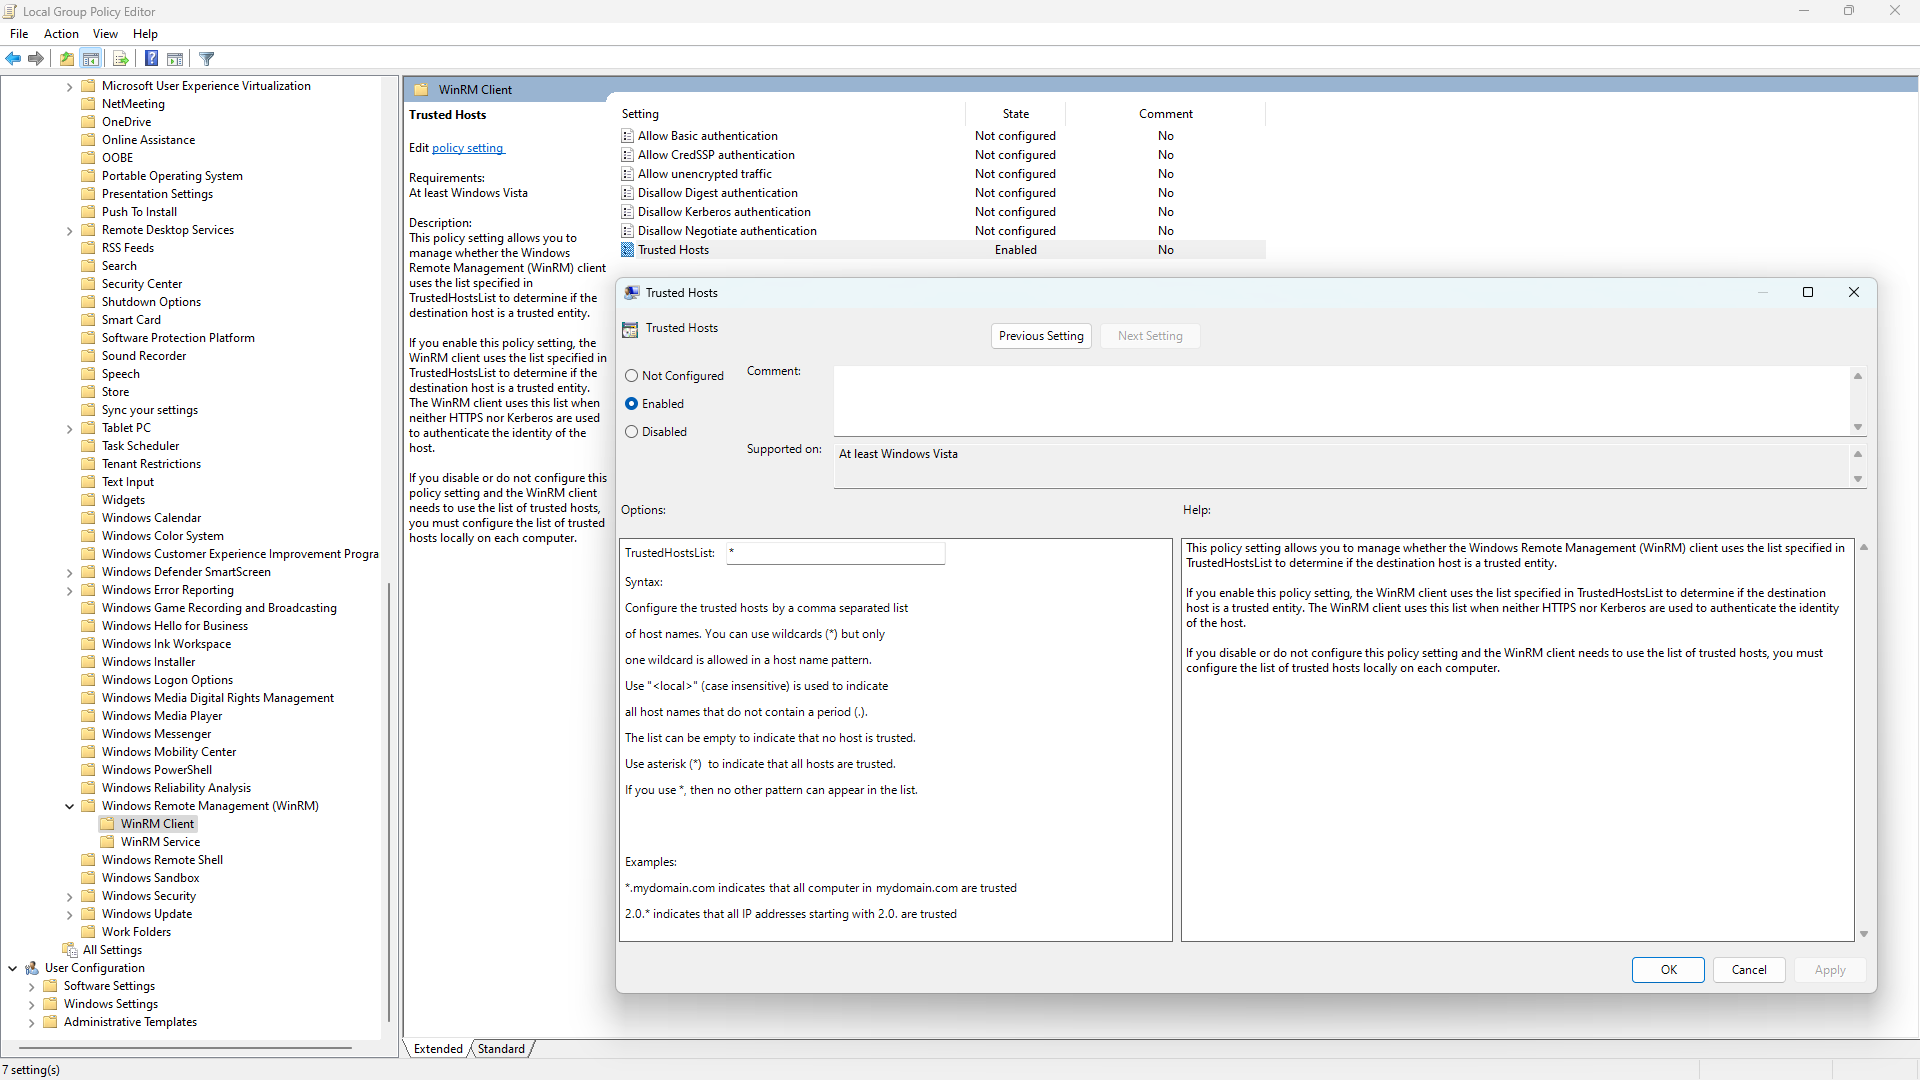 Local Group Policy Editor
File Action View Help
Microsoft User Experience Virtualization
NetMeeting
OneDrive
Online Assistance
OOBE
Portable Operating System
Presentation Settings
Push To Install
Remote Desktop Services
RSS Feeds
Search
Security Center
Shutdown Options
Smart Card
Software Protection Platform
Sound Recorder
Speech
Store
Sync your settings
Tablet PC
Task Scheduler
Tenant Restrictions
Text Input
Widgets
Windows Calendar
Windows Color System
Windows Customer Experience Improvement Progra
Windows Defender SmartScreen
Windows Error Reporting
Windows Game Recording and Broadcasting
Windows Hello for Business
Windows Ink Workspace
Windows Installer
Windows Logon Options
Windows Media Digital Rights Management
Windows Media Player
Windows Messenger
Windows Mobility Center
Windows PowerShell
Windows Reliability Analysis
Windows Remote Management (WinRM)
WinRM Client
WinRM Service
Windows Remote Shell
Windows Sandbox
Windows Security
Windows Update
Work Folders
All Settings
User Configuration
Software Settings
Windows Settings
Administrative Templates
WinRM Client
Trusted Hosts
Edit policy setting
Requirements:
At least Windows Vista
Description:
This policy setting allows you to
manage whether the Windows
Remote Management (WinRM) client
uses the list specified in
TrustedHostsList to determine if the
destination host is a trusted entity.
If you enable this policy setting, the
WinRM client uses the list specified in
TrustedHostsList to determine if the
destination host is a trusted entity.
The WinRM client uses this list when
neither HTTPS nor Kerberos are used
to authenticate the identity of the
host.
If you disable or do not configure this
policy setting and the WinRM client
needs to use the list of trusted hosts,
you must configure the list of trusted
hosts locally on each computer.
Setting State Comment
Allow Basic authentication Not configured No
Allow CredSSP authentication Not configured No
Allow unencrypted traffic Not configured No
Disallow Digest authentication Not configured No
Disallow Kerberos authentication Not configured No
Disallow Negotiate authentication Not configured No
Trusted Hosts Enabled No
Trusted Hosts
Trusted Hosts
Previous Setting Next Setting
Not Configured
Enabled
Disabled
Comment:
Supported on: At least Windows Vista
Options:
TrustedHostsList: *
Syntax:
Configure the trusted hosts by a comma separated list
of host names. You can use wildcards (*) but only
one wildcard is allowed in a host name pattern.
Use "<local>" (case insensitive) is used to indicate
all host names that do not contain a period (.).
The list can be empty to indicate that no host is trusted.
Use asterisk (*)  to indicate that all hosts are trusted.
If you use *, then no other pattern can appear in the list.
Examples:
*.mydomain.com indicates that all computer in mydomain.com are trusted
2.0.* indicates that all IP addresses starting with 2.0. are trusted
Help:
This policy setting allows you to manage whether the Windows Remote Management (WinRM) client uses the list specified in
TrustedHostsList to determine if the destination host is a trusted entity.
If you enable this policy setting, the WinRM client uses the list specified in TrustedHostsList to determine if the destination
host is a trusted entity. The WinRM client uses this list when neither HTTPS nor Kerberos are used to authenticate the identity
of the host.
If you disable or do not configure this policy setting and the WinRM client needs to use the list of trusted hosts, you must
configure the list of trusted hosts locally on each computer.
OK Cancel Apply
Extended Standard
7 setting(s)